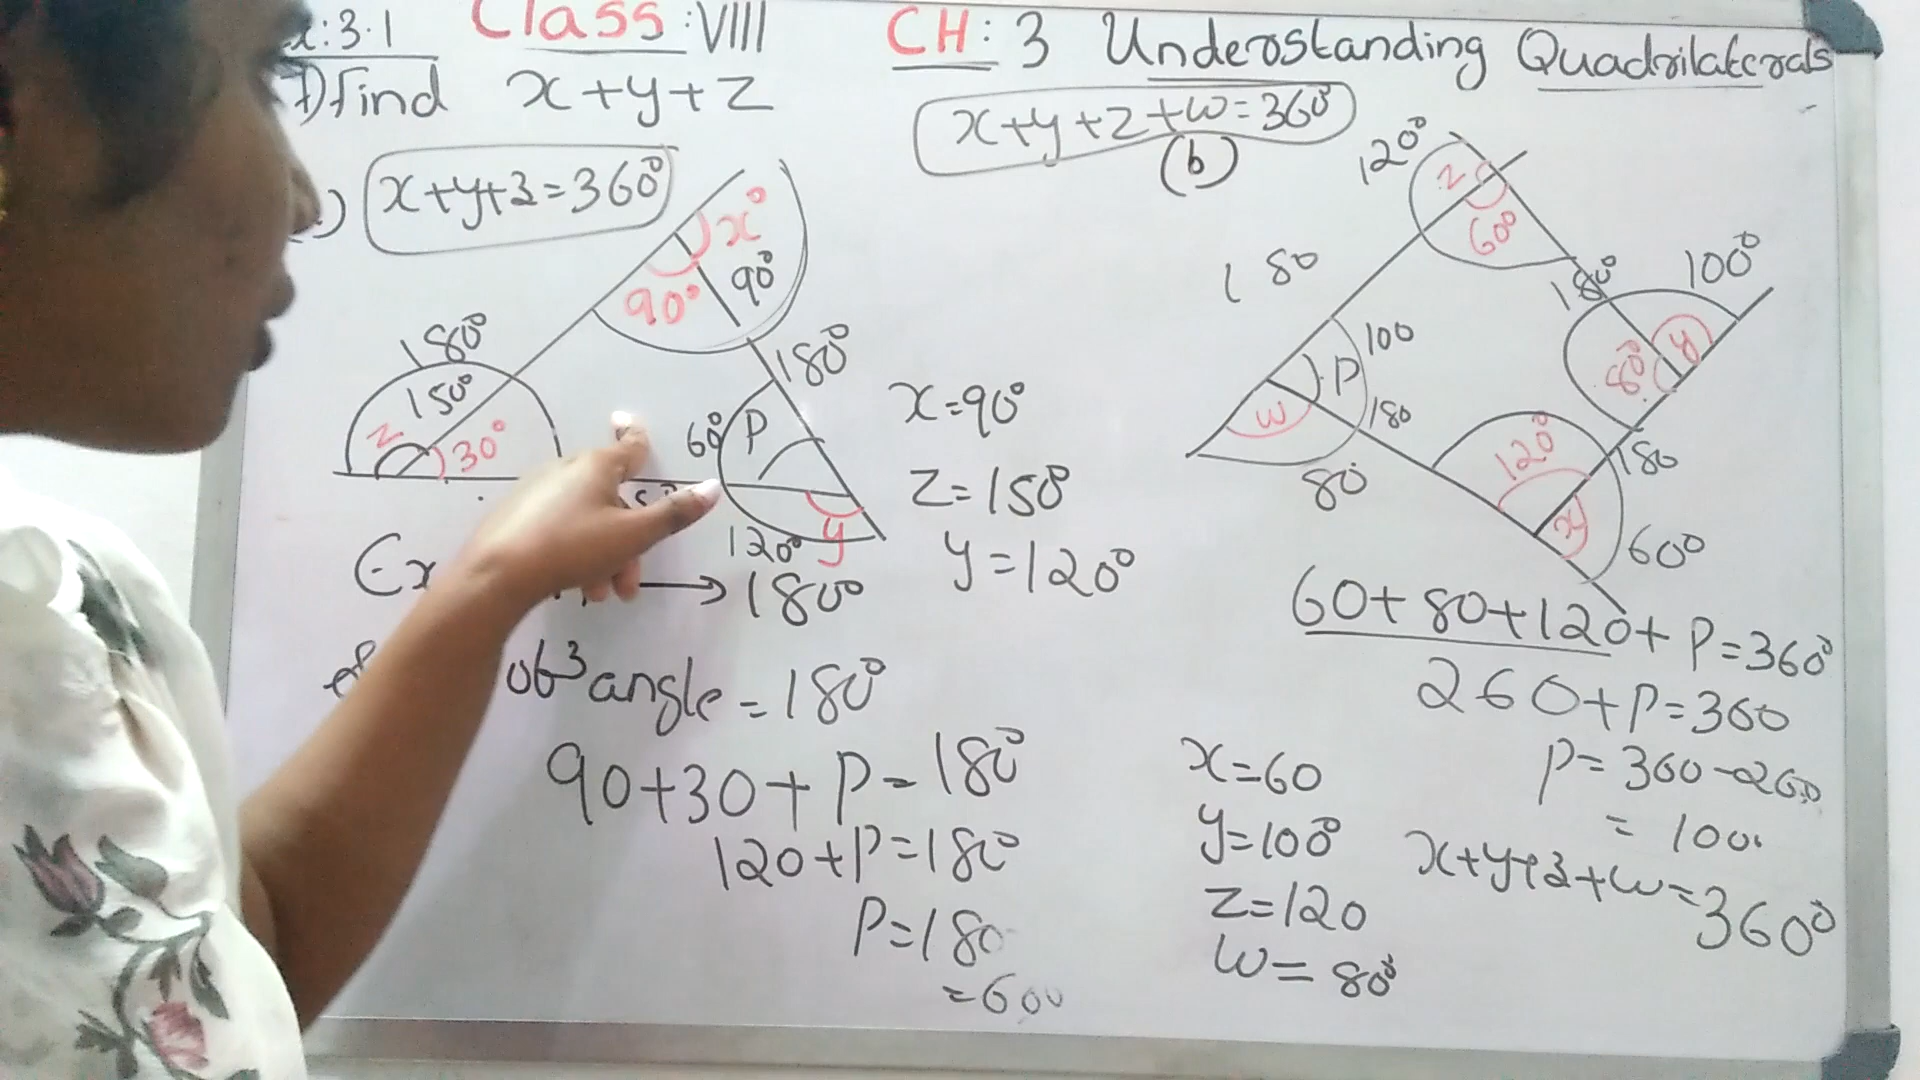 Class: VIII
CH: 3 Understanding Quadrilaterals
: 3.1
1) Find x+y+z
x+y+z+w=360°
(b)
) x+y+z=360°
x°
90°
90°
180°
150°
z
30°
180°
60°
P
120°
y
Ex
→ 180°
of 3 angle = 180°
90+30+P=180°
120+P=180
P=180
=60
x=90°
z=150°
y=120°
120°
z
60°
180
180°
100°
80°
y
100
P
w
180
80
120°
180
x
60°
60+80+120+P=360°
260+P=360
P=360-260
= 100
x=60
y=100°
z=120
w=80°
x+y+z+w=360°